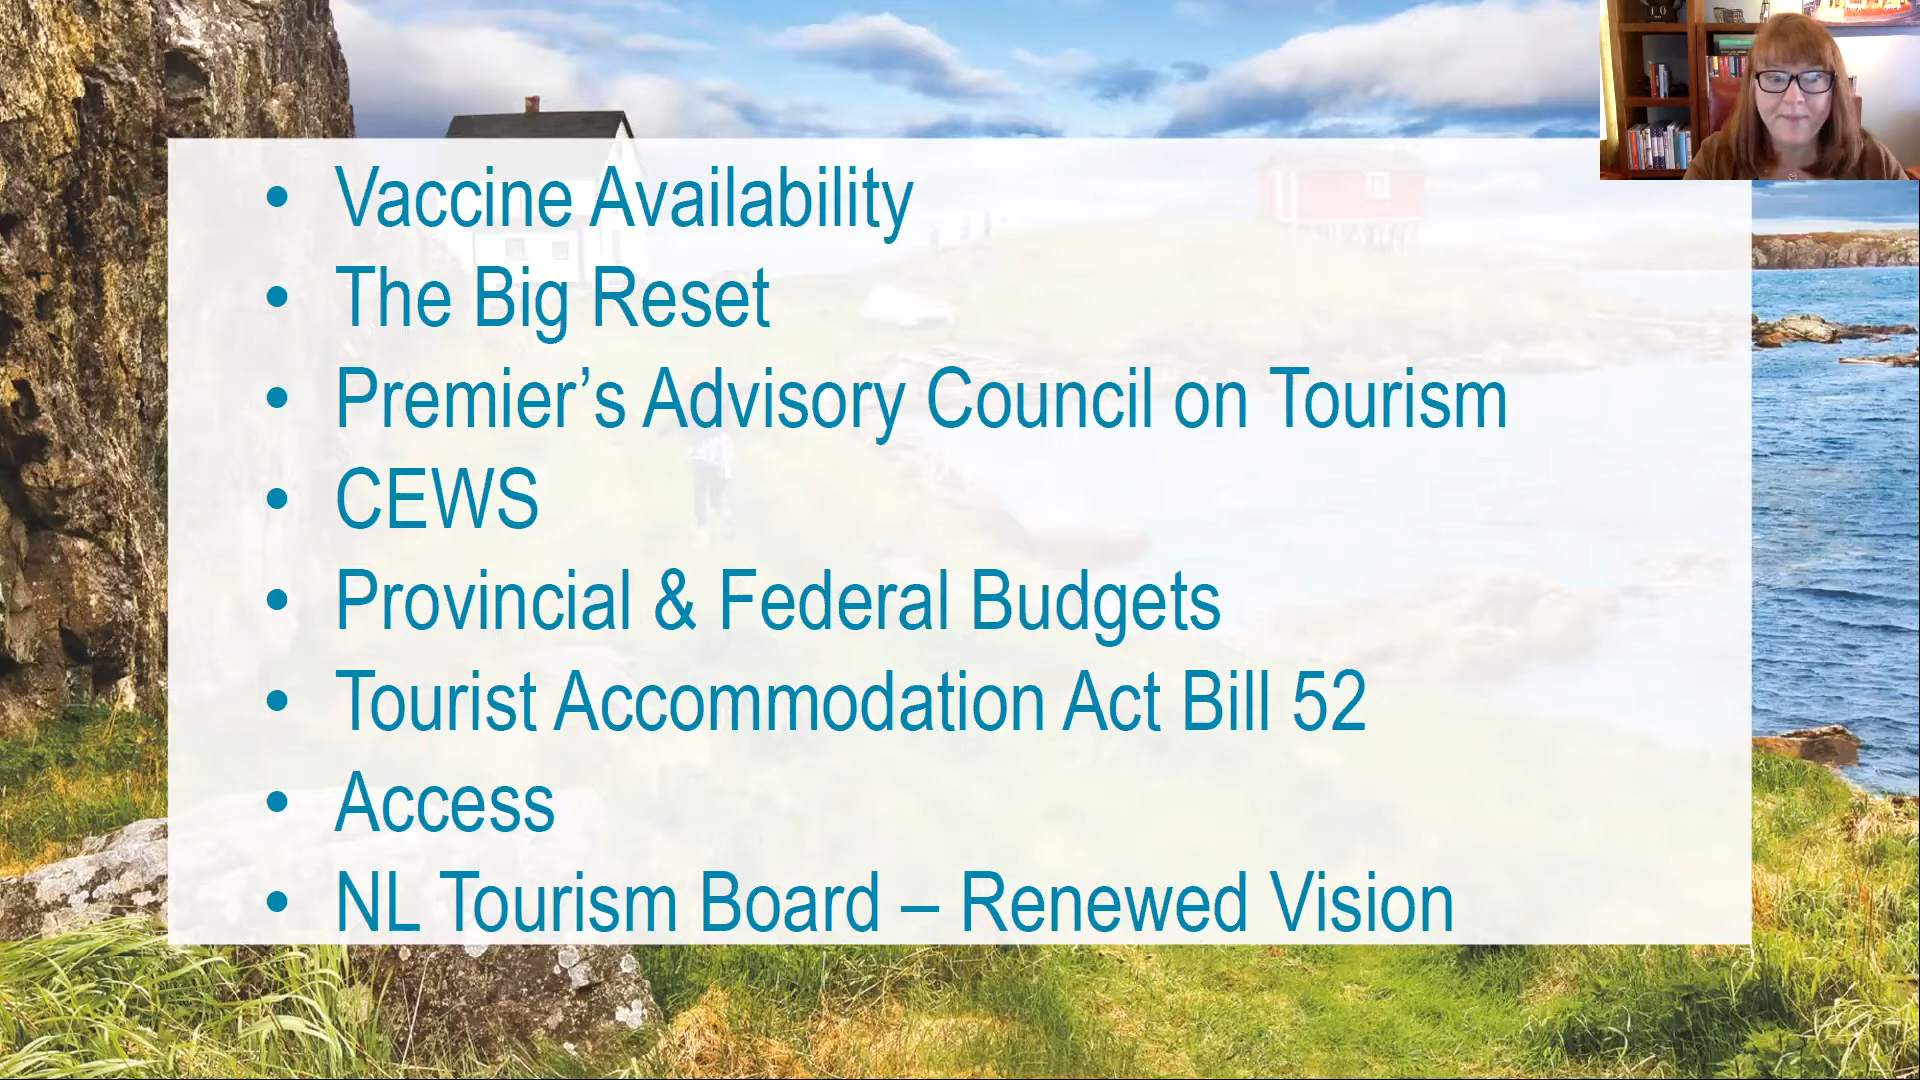 • Vaccine Availability
• The Big Reset
• Premier’s Advisory Council on Tourism
• CEWS
• Provincial & Federal Budgets
• Tourist Accommodation Act Bill 52
• Access
• NL Tourism Board – Renewed Vision